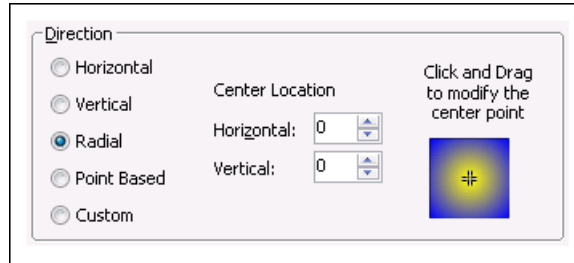 Direction
Horizontal
Vertical
Radial
Point Based
Custom
Center Location
Horizontal: 0
Vertical: 0
Click and Drag
to modify the
center point